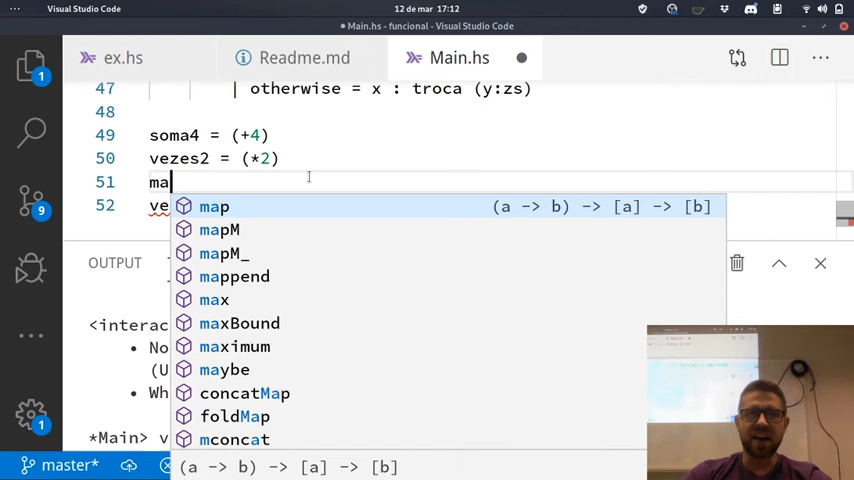 Visual Studio Code 12 de mar 17:12
● Main.hs - funcional - Visual Studio Code
ex.hs Readme.md Main.hs
47 | otherwise = x : troca (y:zs)
48
49 soma4 = (+4)
50 vezes2 = (*2)
51 ma
52 ve
map (a -> b) -> [a] -> [b]
mapM
mapM_
mappend
max
maxBound
maximum
maybe
concatMap
foldMap
mconcat
(a -> b) -> [a] -> [b]
1
9
1
OUTPUT
<interac
• No
(U
• Wh
*Main> v
master*